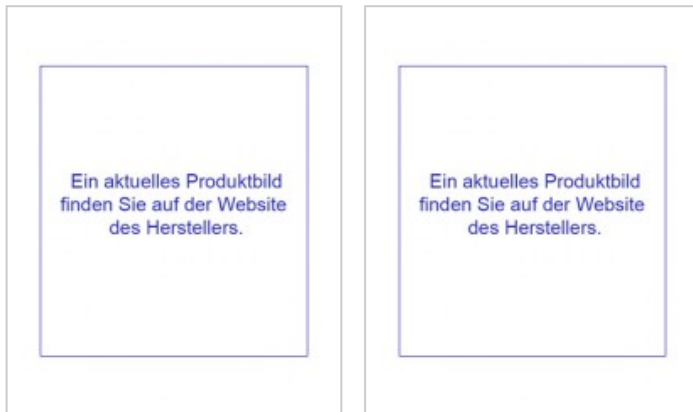 Ein aktuelles Produktbild
finden Sie auf der Website
des Herstellers.
Ein aktuelles Produktbild
finden Sie auf der Website
des Herstellers.